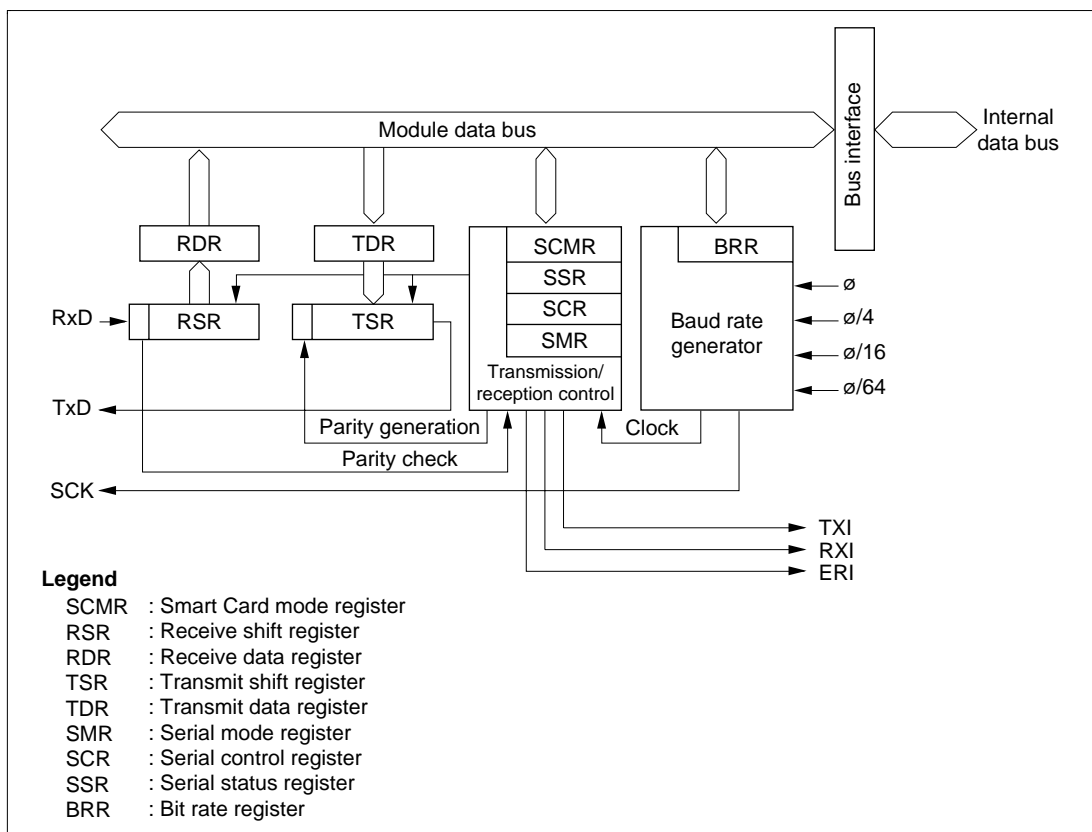 Bus interface
Internal
data bus
Module data bus
RDR
TDR
SCMR
BRR
SSR
SCR
SMR
RxD
RSR
TSR
Baud rate
generator
ø
ø/4
ø/16
ø/64
Transmission/
reception control
TxD
Parity generation
Clock
Parity check
SCK
TXI
RXI
ERI
Legend
SCMR : Smart Card mode register
RSR : Receive shift register
RDR : Receive data register
TSR : Transmit shift register
TDR : Transmit data register
SMR : Serial mode register
SCR : Serial control register
SSR : Serial status register
BRR : Bit rate register